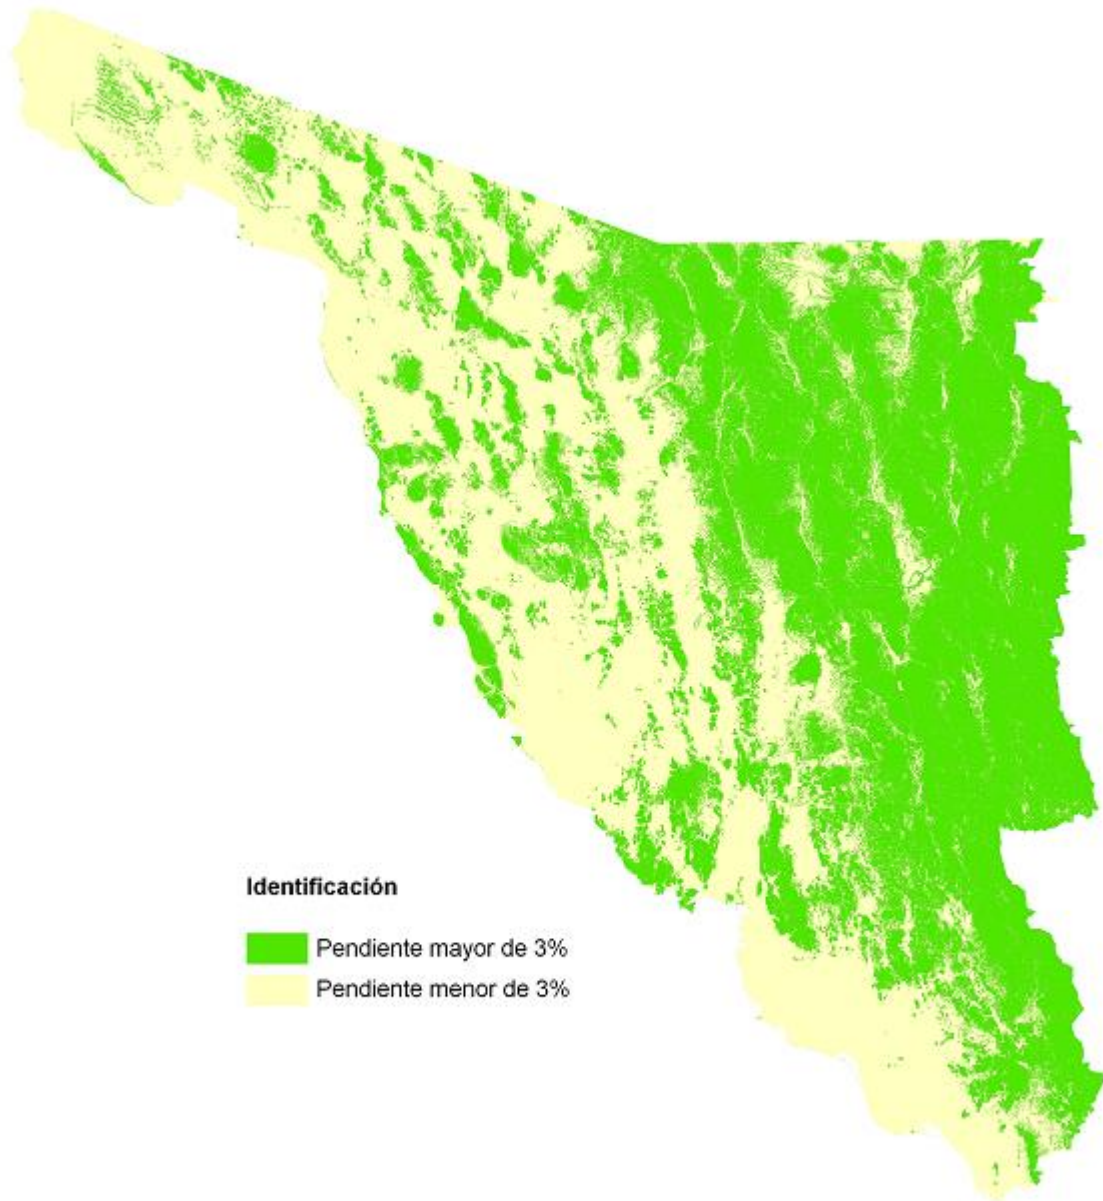 Identificación
Pendiente mayor de 3%
Pendiente menor de 3%